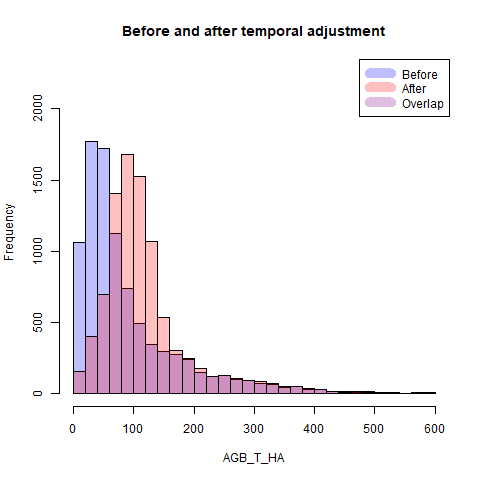 Before and after temporal adjustment
Before
After
Overlap
2000
1500
1000
500
0
Frequency
0 100 200 300 400 500 600
AGB_T_HA